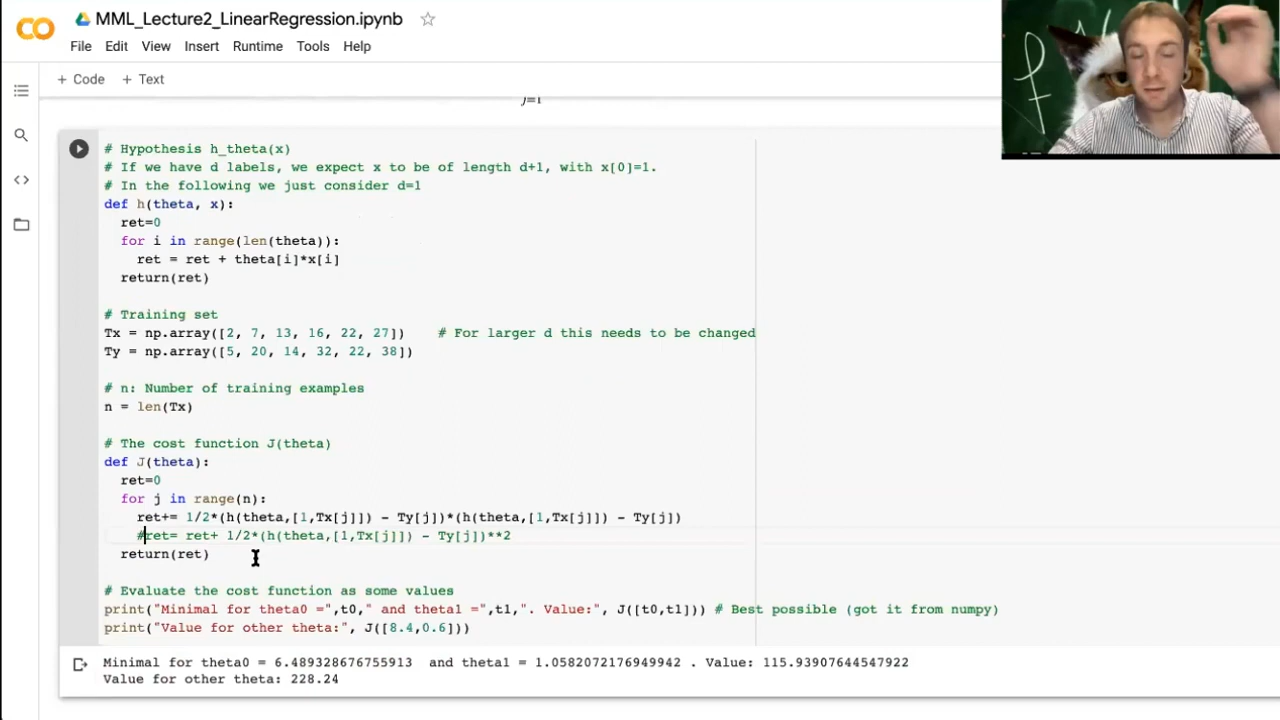 MML_Lecture2_LinearRegression.ipynb
File Edit View Insert Runtime Tools Help
+ Code + Text
j=1
# Hypothesis h_theta(x)
# If we have d labels, we expect x to be of length d+1, with x[0]=1.
# In the following we just consider d=1
def h(theta, x):
  ret=0
  for i in range(len(theta)):
    ret = ret + theta[i]*x[i]
  return(ret)
# Training set
Tx = np.array([2, 7, 13, 16, 22, 27])    # For larger d this needs to be changed
Ty = np.array([5, 20, 14, 32, 22, 38])
# n: Number of training examples
n = len(Tx)
# The cost function J(theta)
def J(theta):
  ret=0
  for j in range(n):
    ret+= 1/2*(h(theta,[1,Tx[j]]) - Ty[j])*(h(theta,[1,Tx[j]]) - Ty[j])
    #ret= ret+ 1/2*(h(theta,[1,Tx[j]]) - Ty[j])**2
  return(ret)
# Evaluate the cost function as some values
print("Minimal for theta0 =",t0," and theta1 =",t1,". Value:", J([t0,t1])) # Best possible (got it from numpy)
print("Value for other theta:", J([8.4,0.6]))
Minimal for theta0 = 6.489328676755913  and theta1 = 1.0582072176949942 . Value: 115.93907644547922
Value for other theta: 228.24